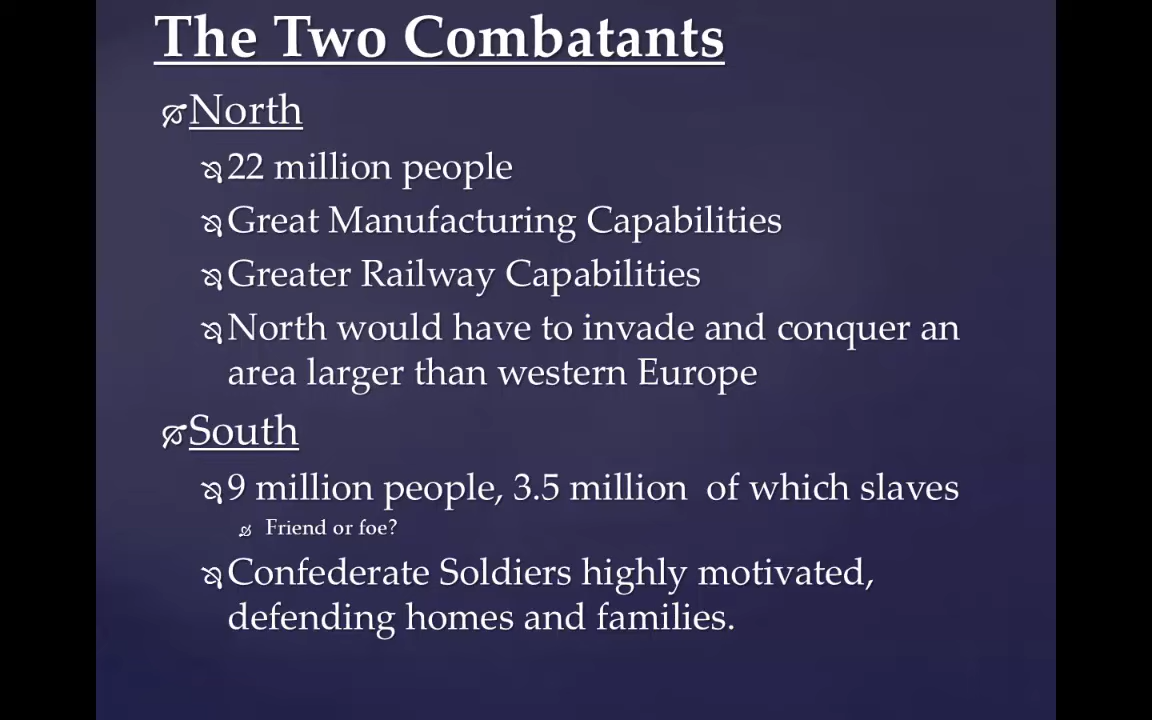 The Two Combatants
North
22 million people
Great Manufacturing Capabilities
Greater Railway Capabilities
North would have to invade and conquer an
area larger than western Europe
South
9 million people, 3.5 million  of which slaves
Friend or foe?
Confederate Soldiers highly motivated,
defending homes and families.